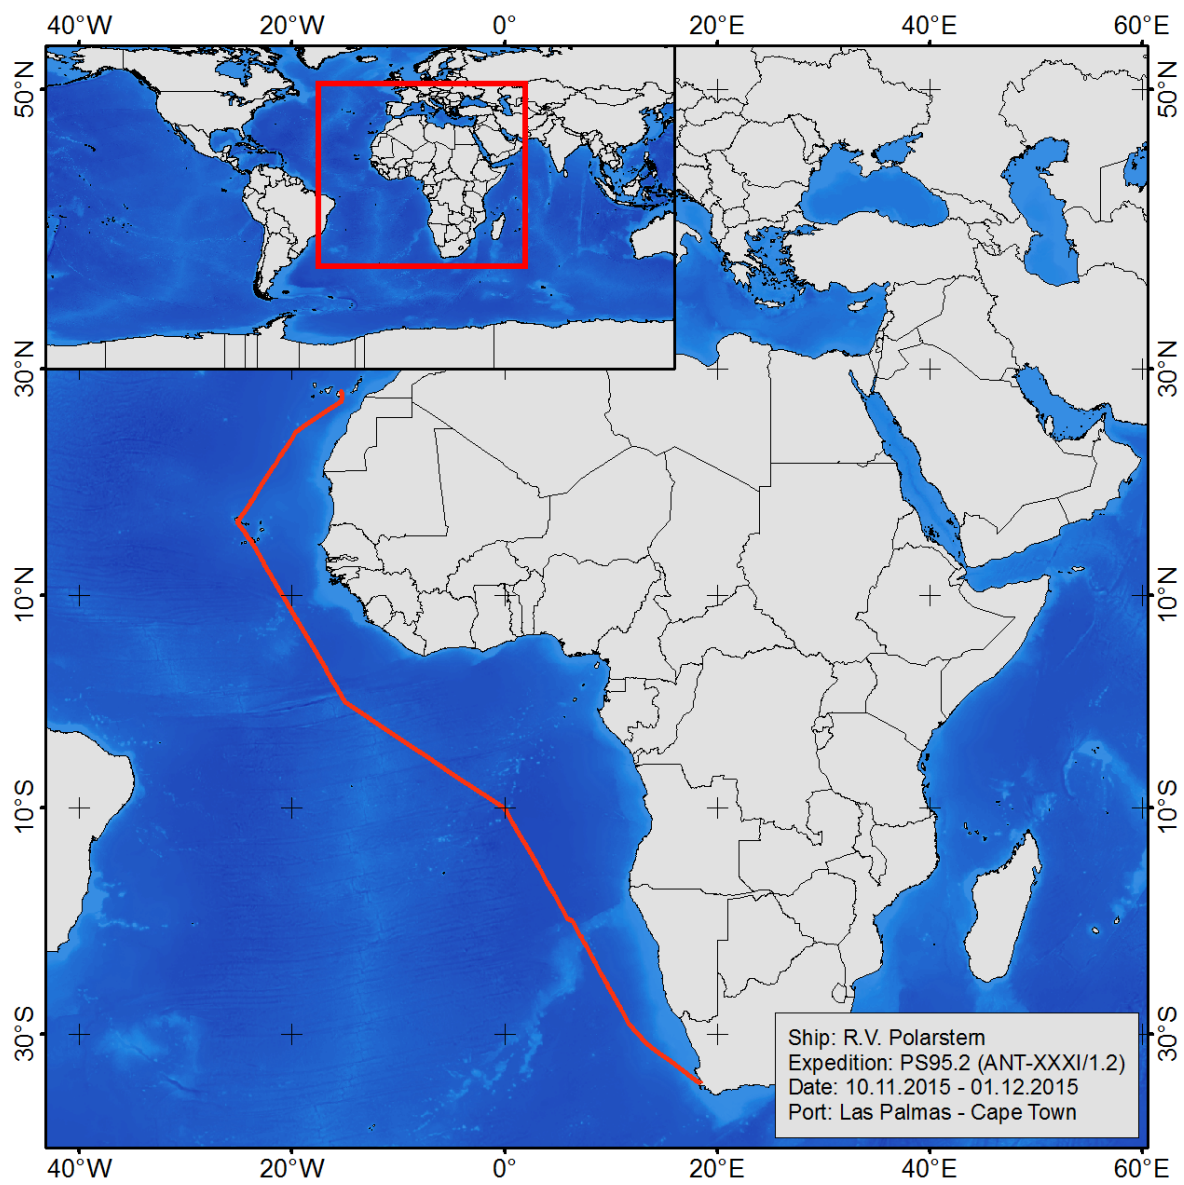 40°W 20°W 0° 20°E 40°E 60°E
50°N 50°N
30°N 30°N
10°N 10°N
10°S 10°S
30°S 30°S
Ship: R.V. Polarstern
Expedition: PS95.2 (ANT-XXXI/1.2)
Date: 10.11.2015 - 01.12.2015
Port: Las Palmas - Cape Town
40°W 20°W 0° 20°E 40°E 60°E